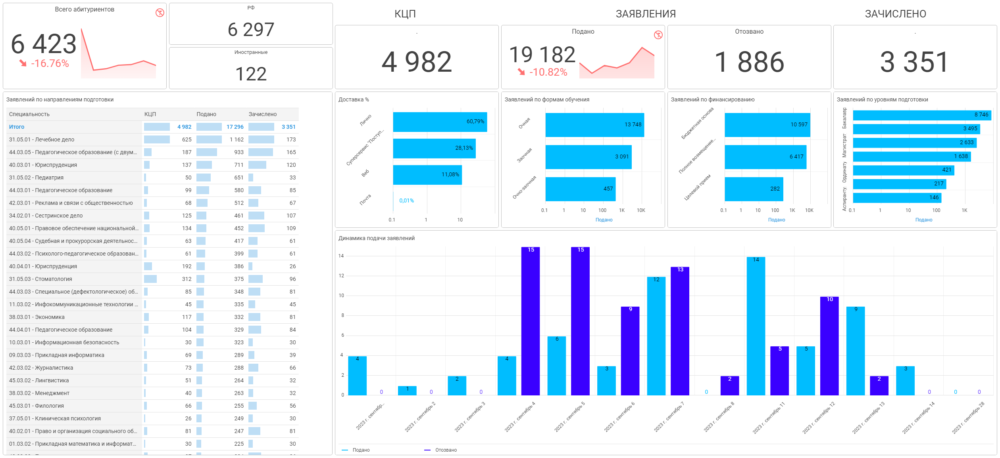 Всего абитуриентов
6 423
-16.76%
РФ
6 297
Иностранные
122
КЦП
.
4 982
ЗАЯВЛЕНИЯ
Подано
19 182
-10.82%
Отозвано
1 886
ЗАЧИСЛЕНО
.
3 351
Заявлений по направлениям подготовки
Специальность КЦП Подано Зачислено
Итого 4 982 17 296 3 351
31.05.01 - Лечебное дело 625 1 162 173
44.03.05 - Педагогическое образование (с двум... 187 933 165
40.03.01 - Юриспруденция 137 711 120
31.05.02 - Педиатрия 50 651 33
44.03.01 - Педагогическое образование 99 580 85
42.03.01 - Реклама и связи с общественностью 68 512 67
34.02.01 - Сестринское дело 125 461 107
40.05.01 - Правовое обеспечение национальной... 134 452 109
40.05.04 - Судебная и прокурорская деятельнос... 63 417 61
44.03.02 - Психолого-педагогическое образован... 61 399 61
40.04.01 - Юриспруденция 192 386 26
31.05.03 - Стоматология 312 375 96
44.03.03 - Специальное (дефектологическое) об... 85 348 81
11.03.02 - Инфокоммуникационные технологии ... 45 335 45
38.03.01 - Экономика 117 332 81
44.04.01 - Педагогическое образование 104 329 84
10.03.01 - Информационная безопасность 30 323 30
09.03.03 - Прикладная информатика 69 289 39
42.03.02 - Журналистика 73 288 66
45.03.02 - Лингвистика 51 264 32
38.03.02 - Менеджмент 40 263 32
45.03.01 - Филология 66 255 56
37.05.01 - Клиническая психология 26 249 30
40.02.01 - Право и организация социального об... 81 247 81
01.03.02 - Прикладная математика и информат... 30 225 30
Доставка %
Лично 60,79%
Суперсервис "Поступ... 28,13%
Веб 11,08%
Почта 0,01%
0.1 1 10
Заявлений по формам обучения
Очная 13 748
Заочная 3 091
Очно-заочная 457
0.1 1 10 100 1K 10K
Подано
Заявлений по финансированию
Бюджетная основа 10 597
Полное возмещение... 6 417
Целевой прием 282
0.1 1 10 100 1K 10K
Подано
Заявлений по уровням подготовки
Бакалавр 8 746
3 495
Магистрат 2 633
1 638
Ординату 421
217
Аспиранту 146
0.1 1 10 100 1K
Подано
Динамика подачи заявлений
14
12
10
8
6
4
2
0
4 0 1 0 2 0 4 15 6 15 3 9 12 13 0 2 14 5 5 10 9 2 3 0 0 0
2023 г. сентябр... 2023 г. сентябрь 2 2023 г. сентябрь 3 2023 г. сентябрь 4 2023 г. сентябрь 5 2023 г. сентябрь 6 2023 г. сентябрь 7 2023 г. сентябрь 8 2023 г. сентябрь 11 2023 г. сентябрь 12 2023 г. сентябрь 13 2023 г. сентябрь 14 2023 г. сентябрь 28
Подано Отозвано